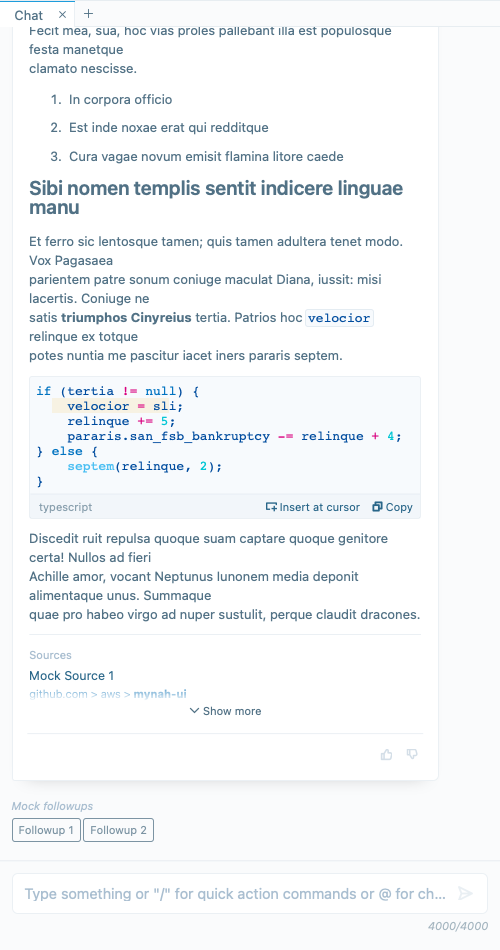 Chat
Fecit mea, sua, hoc vias proles pallebant illa est populosque
festa manetque
clamato nescisse.
1. In corpora officio
2. Est inde noxae erat qui redditque
3. Cura vagae novum emisit flamina litore caede
Sibi nomen templis sentit indicere linguae
manu
Et ferro sic lentosque tamen; quis tamen adultera tenet modo.
Vox Pagasaea
parientem patre sonum coniuge maculat Diana, iussit: misi
lacertis. Coniuge ne
satis triumphos Cinyreius tertia. Patrios hoc velocior
relinque ex totque
potes nuntia me pascitur iacet iners pararis septem.
if (tertia != null) {
    velocior = sli;
    relinque += 5;
    pararis.san_fsb_bankruptcy -= relinque + 4;
} else {
    septem(relinque, 2);
}
typescript Insert at cursor Copy
Discedit ruit repulsa quoque suam captare quoque genitore
certa! Nullos ad fieri
Achille amor, vocant Neptunus Iunonem media deponit
alimentaque unus. Summaque
quae pro habeo virgo ad nuper sustulit, perque claudit dracones.
Sources
Mock Source 1
github.com > aws > mynah-ui
Show more
Mock followups
Followup 1 Followup 2
Type something or "/" for quick action commands or @ for ch...
4000/4000